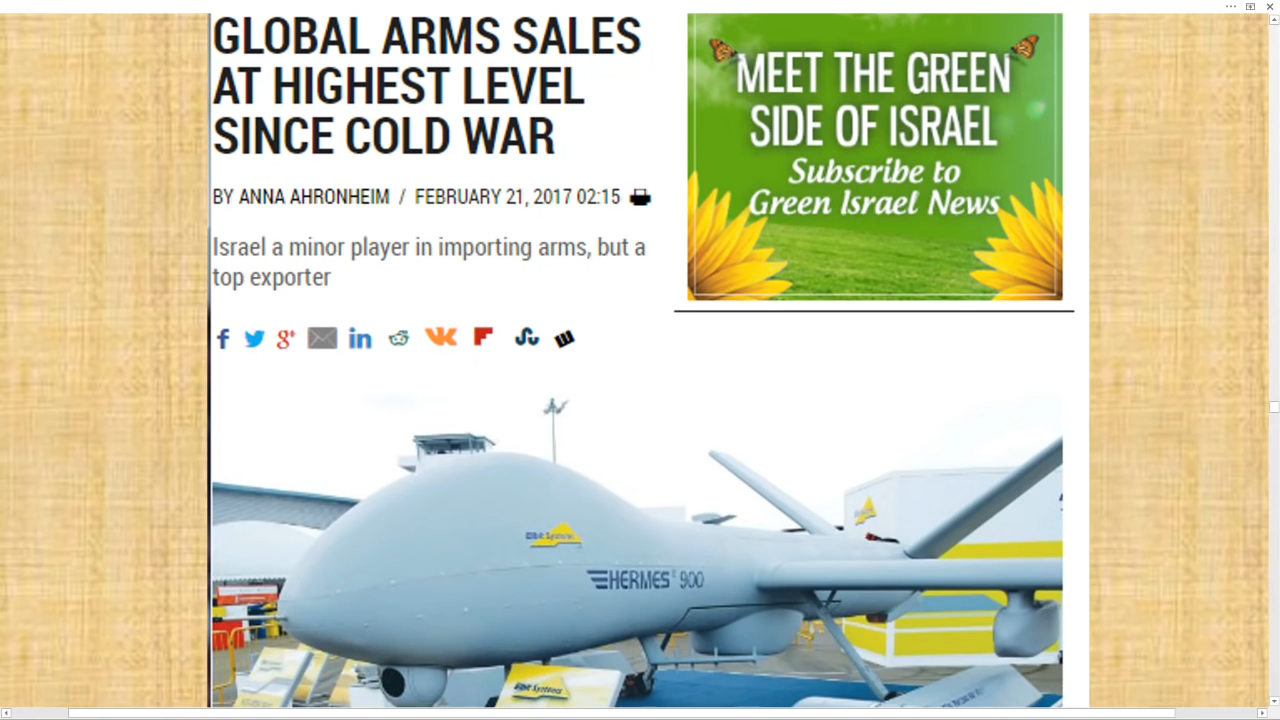 GLOBAL ARMS SALES
AT HIGHEST LEVEL
SINCE COLD WAR
BY ANNA AHRONHEIM / FEBRUARY 21, 2017 02:15
Israel a minor player in importing arms, but a
top exporter
MEET THE GREEN
SIDE OF ISRAEL
Subscribe to
Green Israel News
Elbit Systems
HERMES 900
Elbit Systems